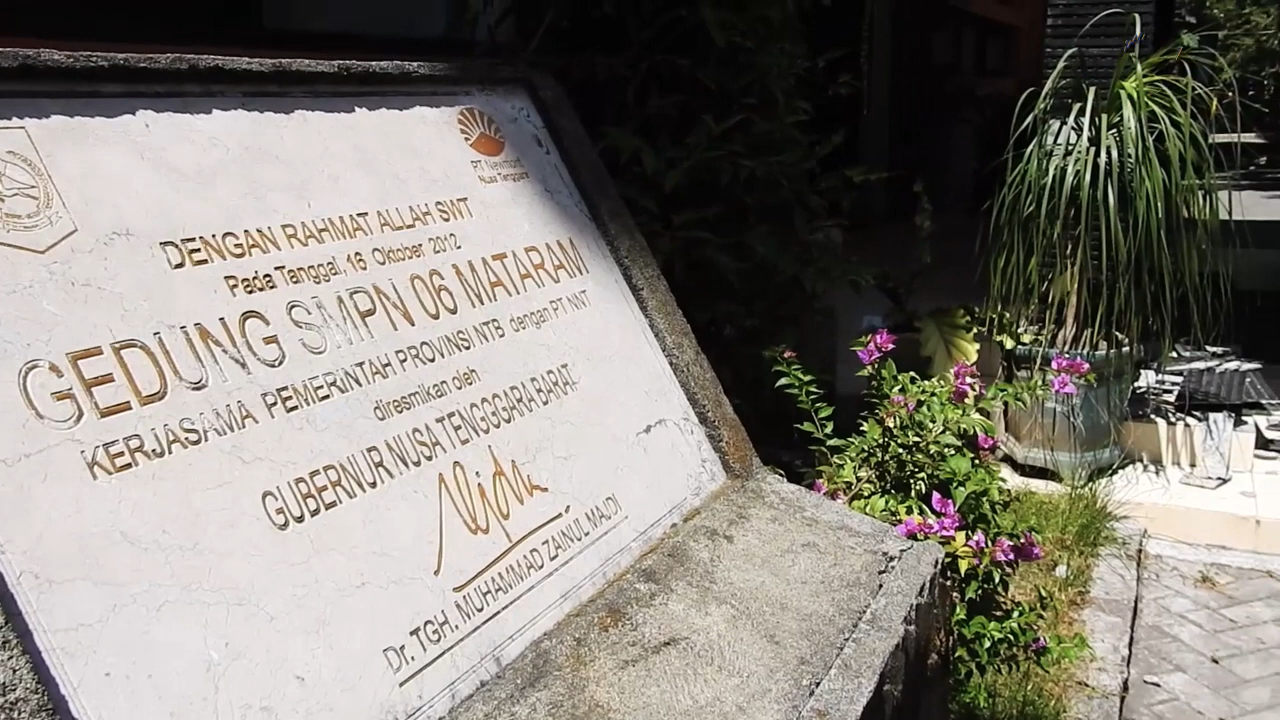 PT Newmont
Nusa Tenggara
DENGAN RAHMAT ALLAH SWT
Pada Tanggal, 16 Oktober 2012
GEDUNG SMPN 06 MATARAM
KERJASAMA PEMERINTAH PROVINSI NTB dengan PT NNT
diresmikan oleh
GUBERNUR NUSA TENGGGARA BARAT
Dr. TGH. MUHAMMAD ZAINUL MAJDI